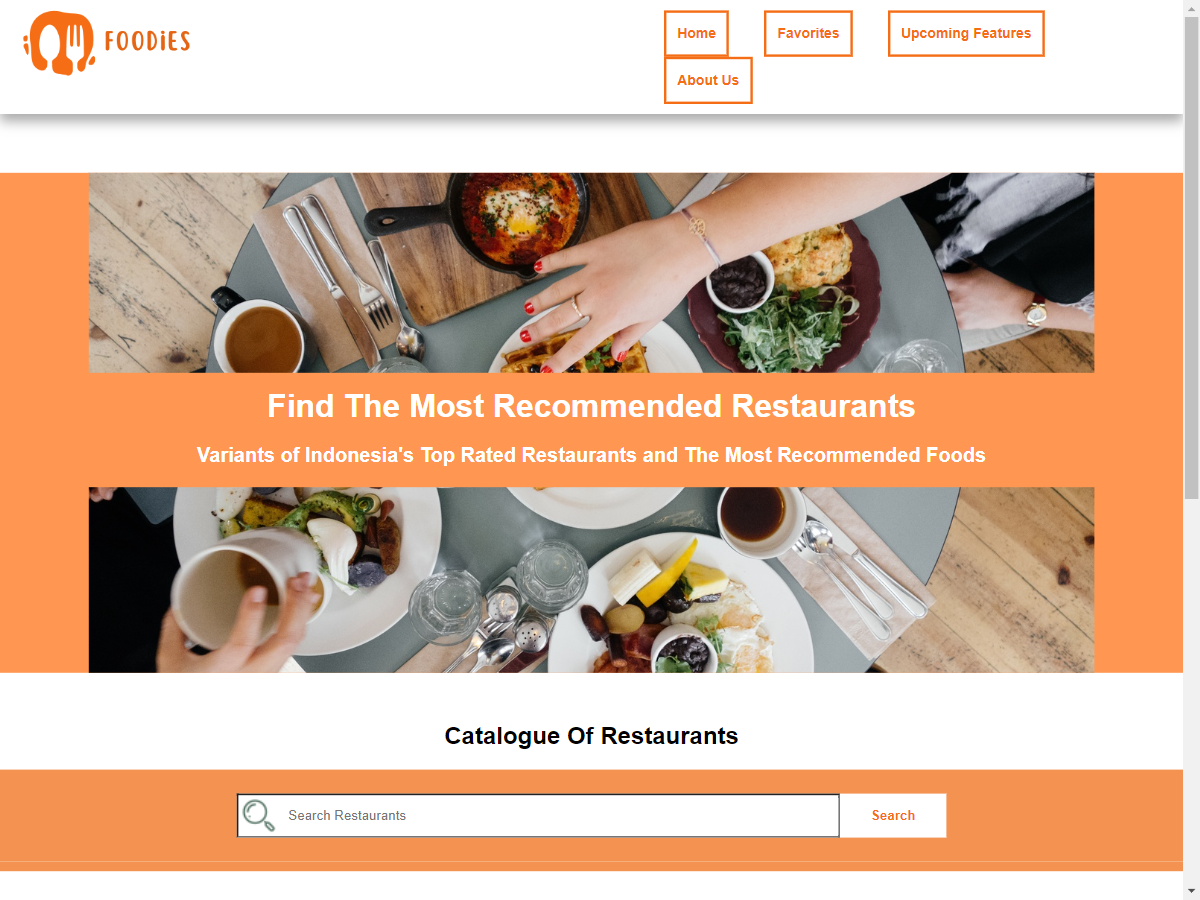 FOODiES
Home
Favorites
Upcoming Features
About Us
Find The Most Recommended Restaurants
Variants of Indonesia's Top Rated Restaurants and The Most Recommended Foods
Catalogue Of Restaurants
Search Restaurants
Search